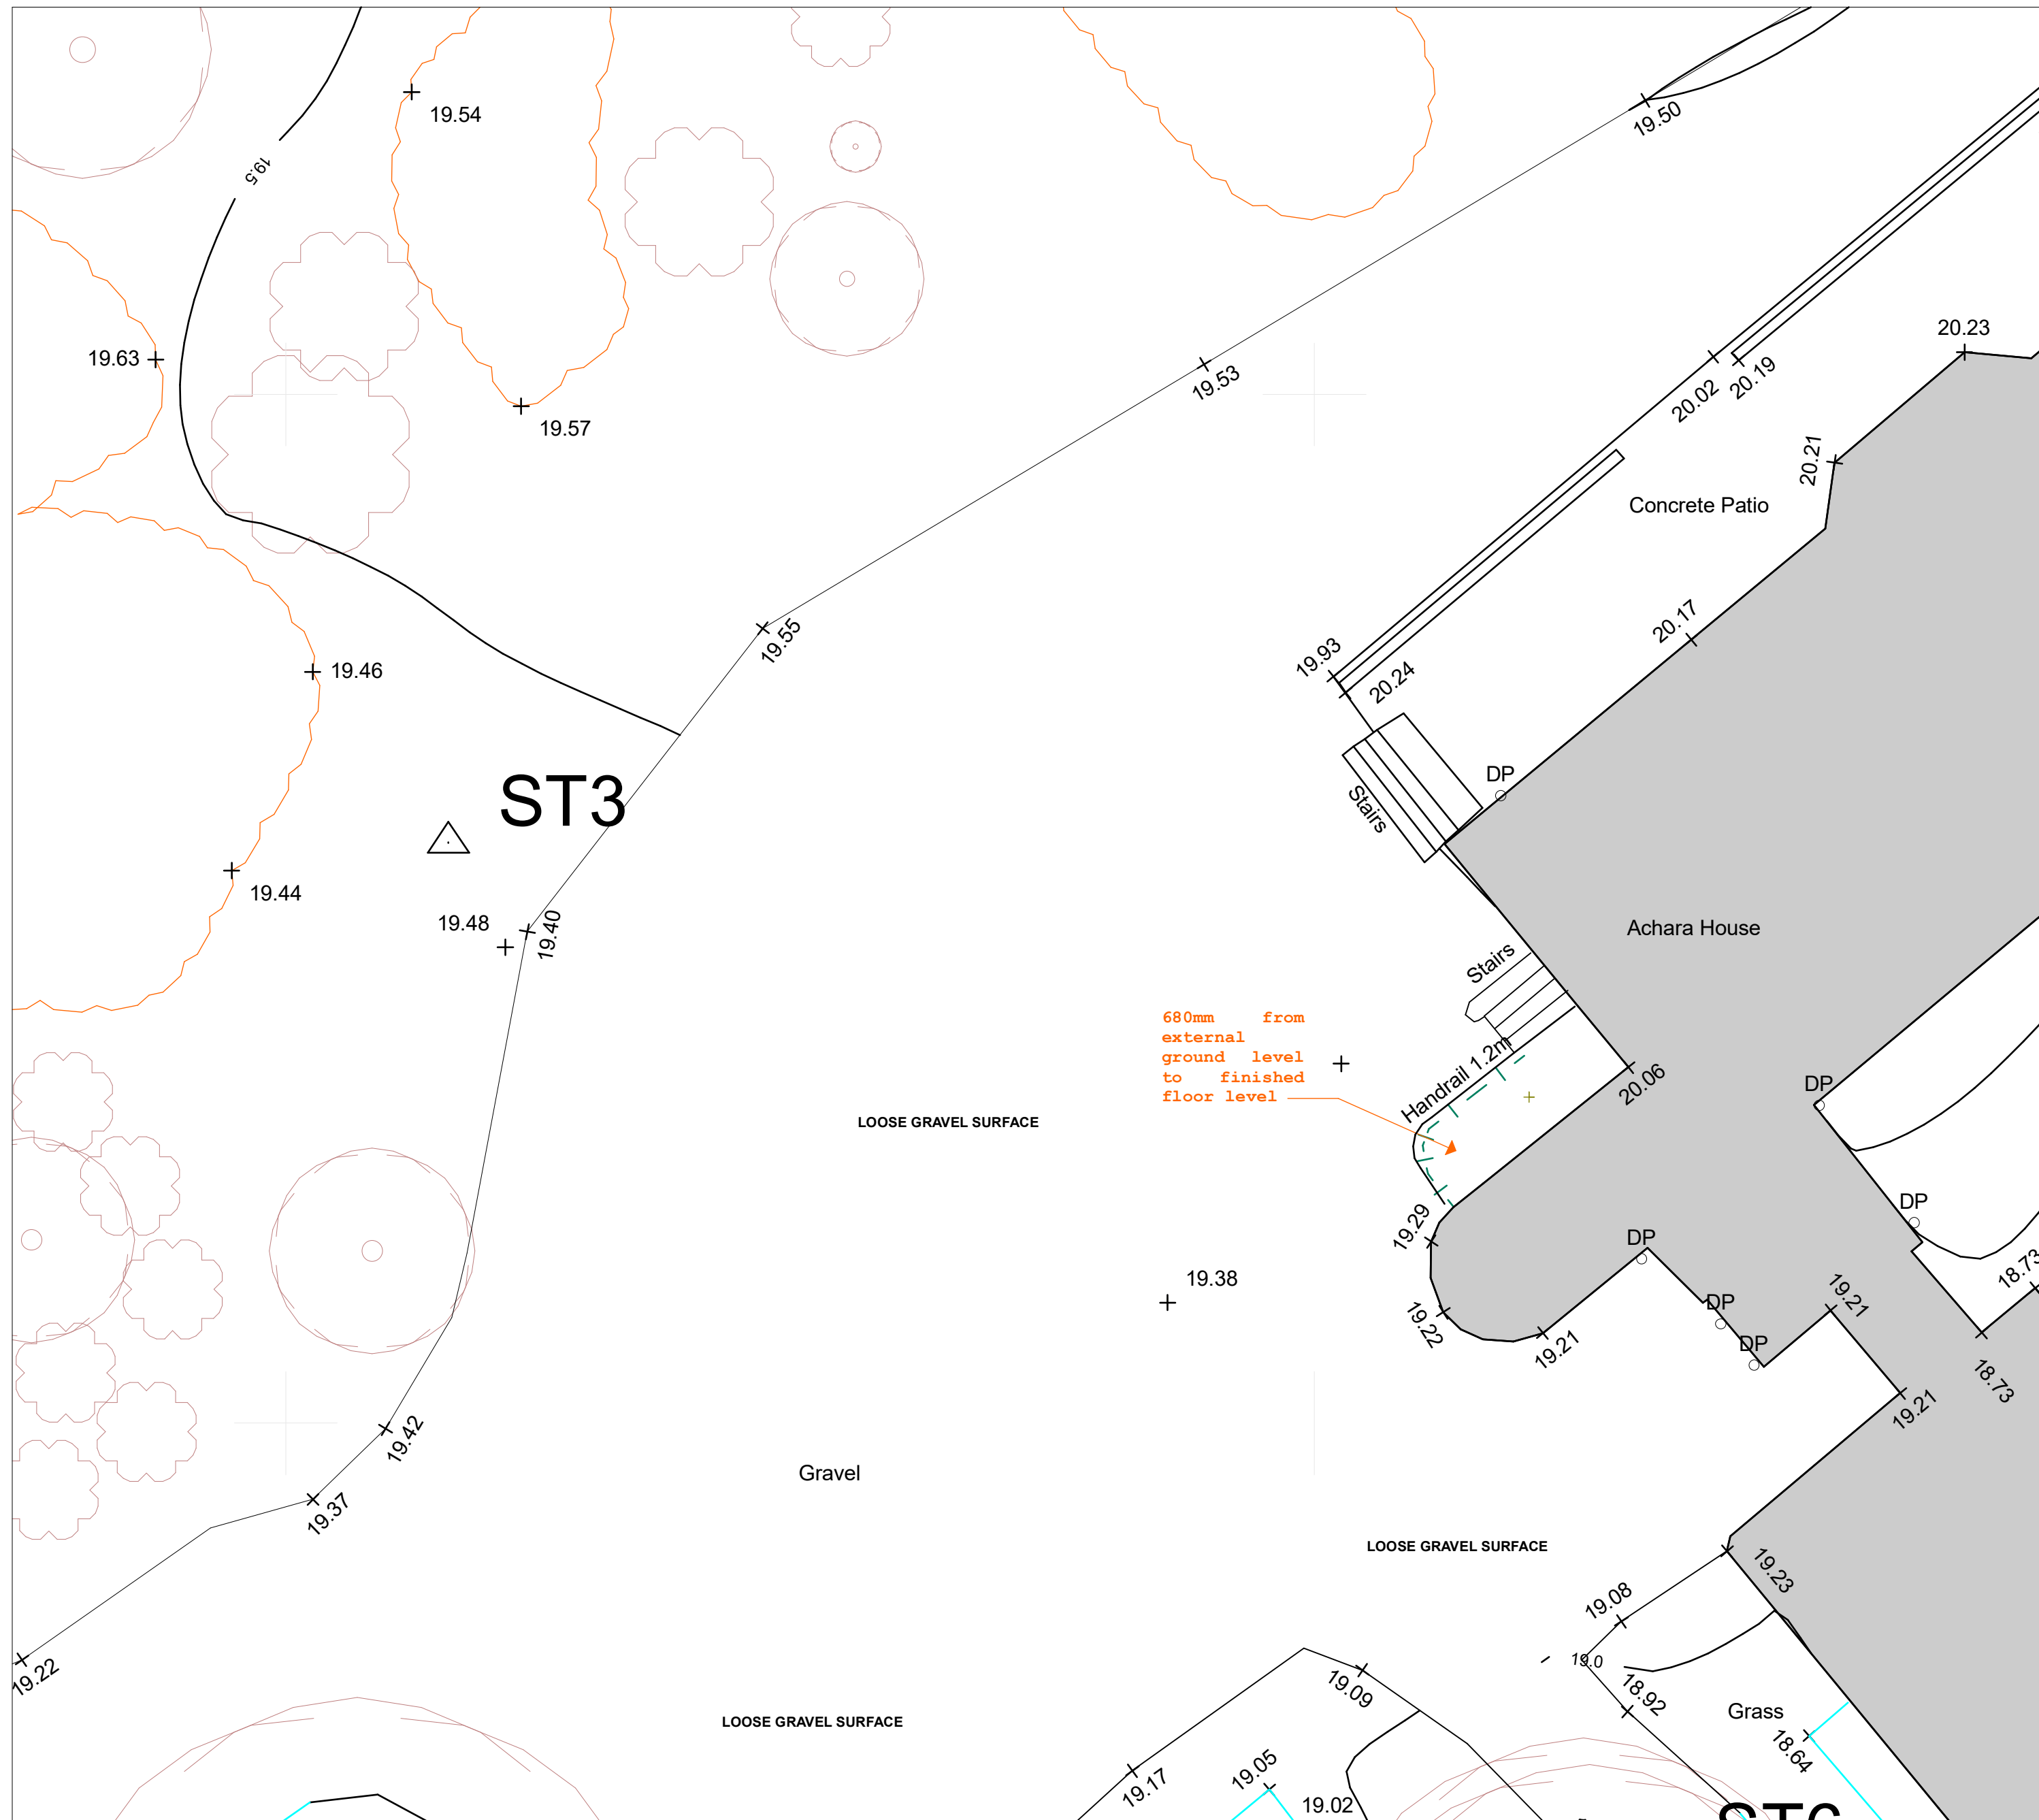 19.54
19.50
19.5
20.23
19.63
19.53
20.02
20.19
19.57
20.21
Concrete Patio
19.55
20.17
19.46
19.93
20.24
DP
ST3
Stairs
19.44
19.48
19.40
Achara House
Stairs
680mm from
external
ground level
to finished
floor level
Handrail 1.2m
20.06
DP
LOOSE GRAVEL SURFACE
DP
19.29
DP
19.38
18.73
19.21
DP
19.22
19.21
DP
18.73
19.21
19.42
Gravel
19.37
LOOSE GRAVEL SURFACE
19.23
19.08
19.0
19.22
19.09
18.92
Grass
LOOSE GRAVEL SURFACE
18.64
19.17
19.05
19.02
ST6